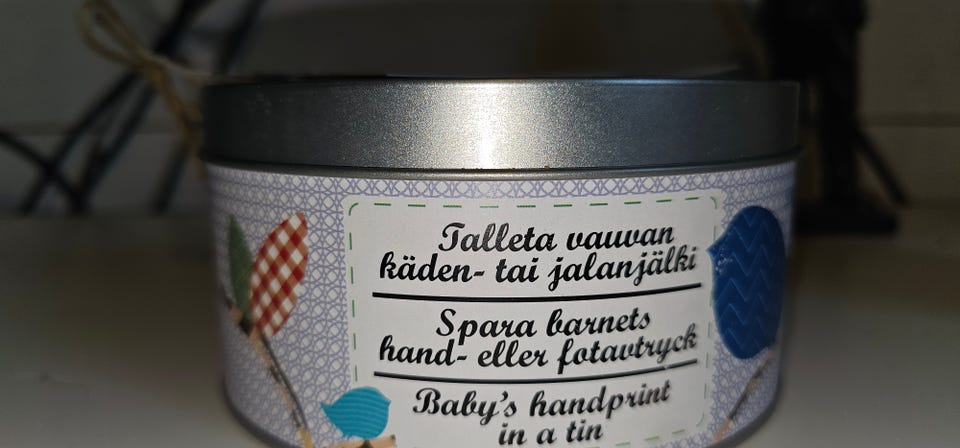 Talleta vauvan
käden- tai jalanjälki
Spara barnets
hand- eller fotavtryck
Baby's handprint
in a tin